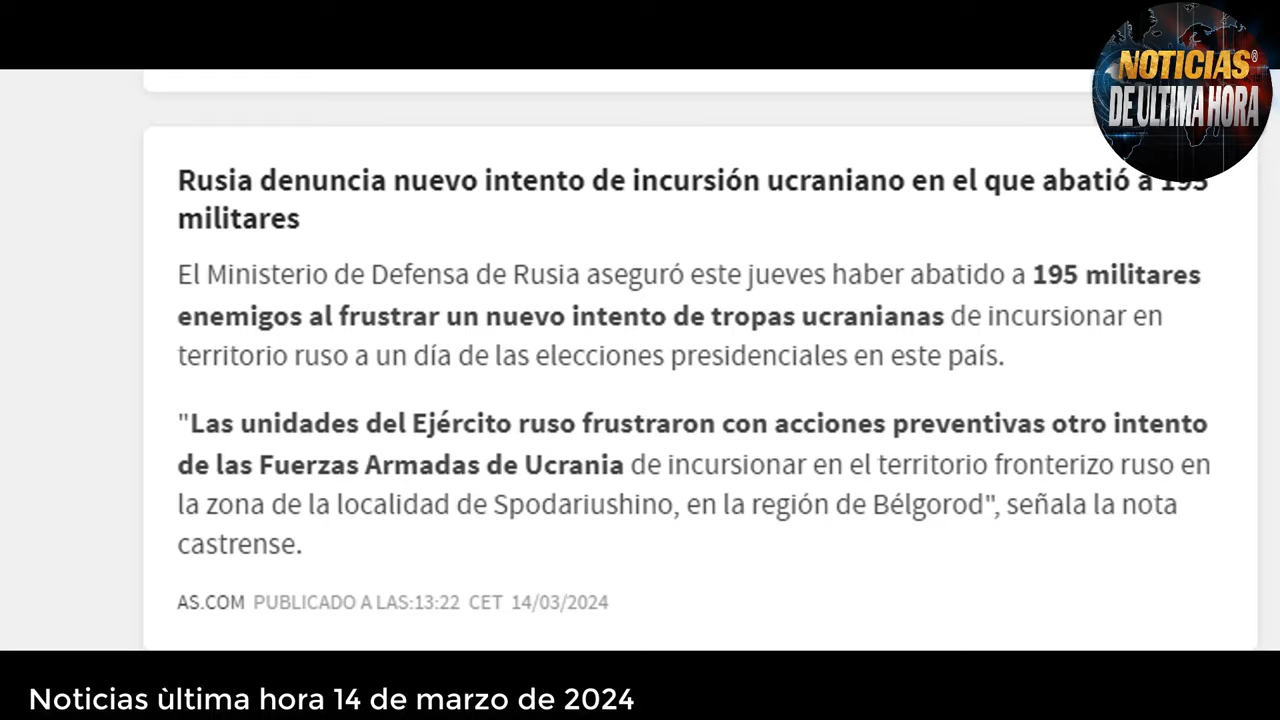 NOTICIAS®
DE ULTIMA HORA
Rusia denuncia nuevo intento de incursión ucraniano en el que abatió a 195
militares
El Ministerio de Defensa de Rusia aseguró este jueves haber abatido a 195 militares
enemigos al frustrar un nuevo intento de tropas ucranianas de incursionar en
territorio ruso a un día de las elecciones presidenciales en este país.
"Las unidades del Ejército ruso frustraron con acciones preventivas otro intento
de las Fuerzas Armadas de Ucrania de incursionar en el territorio fronterizo ruso en
la zona de la localidad de Spodariushino, en la región de Bélgorod", señala la nota
castrense.
AS.COM PUBLICADO A LAS:13:22 CET 14/03/2024
Noticias ùltima hora 14 de marzo de 2024